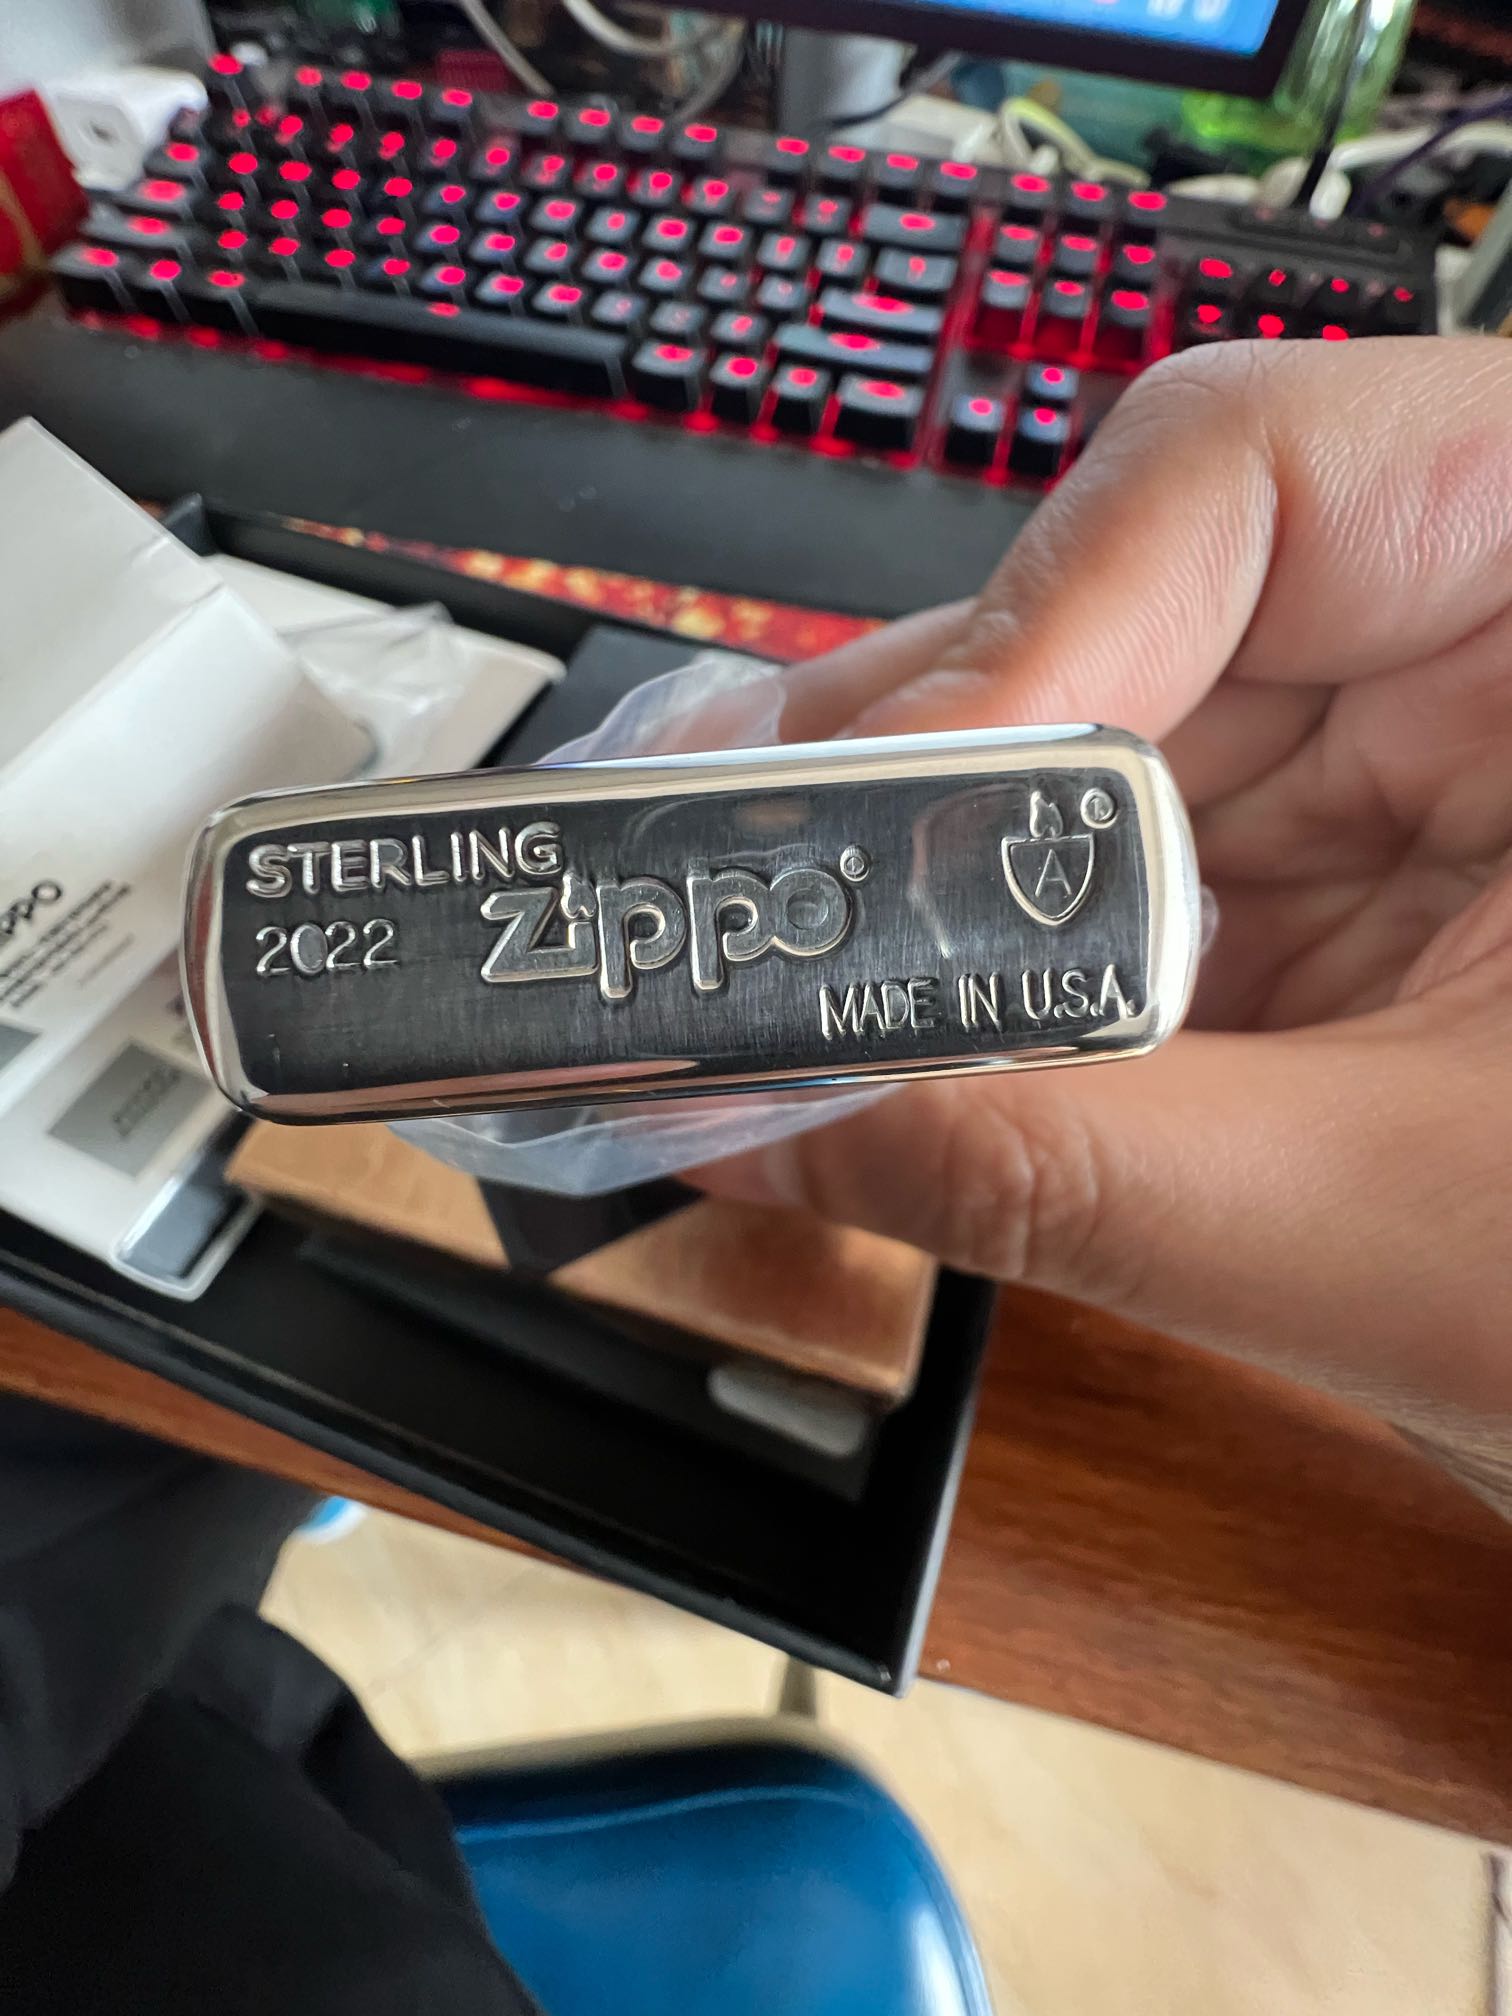 STERLING
2022
Zippo®
A ®
MADE IN U.S.A.